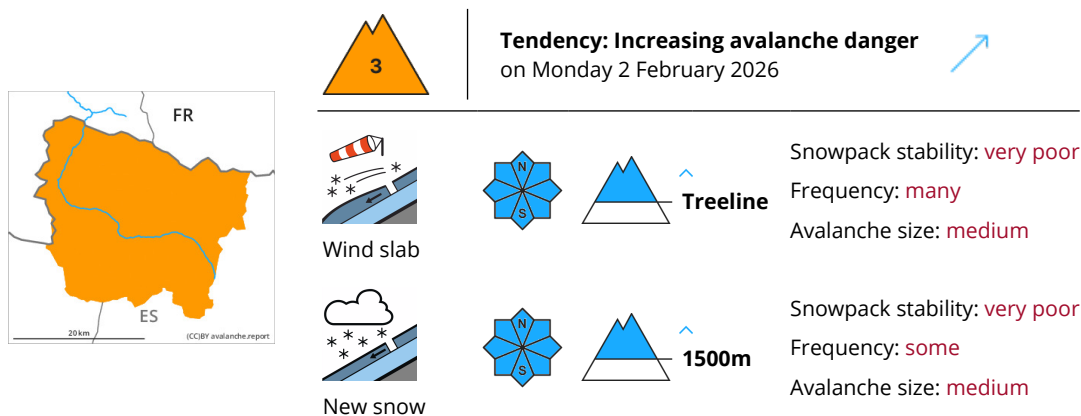 3
Tendency: Increasing avalanche danger
on Monday 2 February 2026
FR
ES
20 km
(CC)BY avalanche.report
N
S
Treeline
Snowpack stability: very poor
Frequency: many
Avalanche size: medium
Wind slab
N
S
1500m
Snowpack stability: very poor
Frequency: some
Avalanche size: medium
New snow